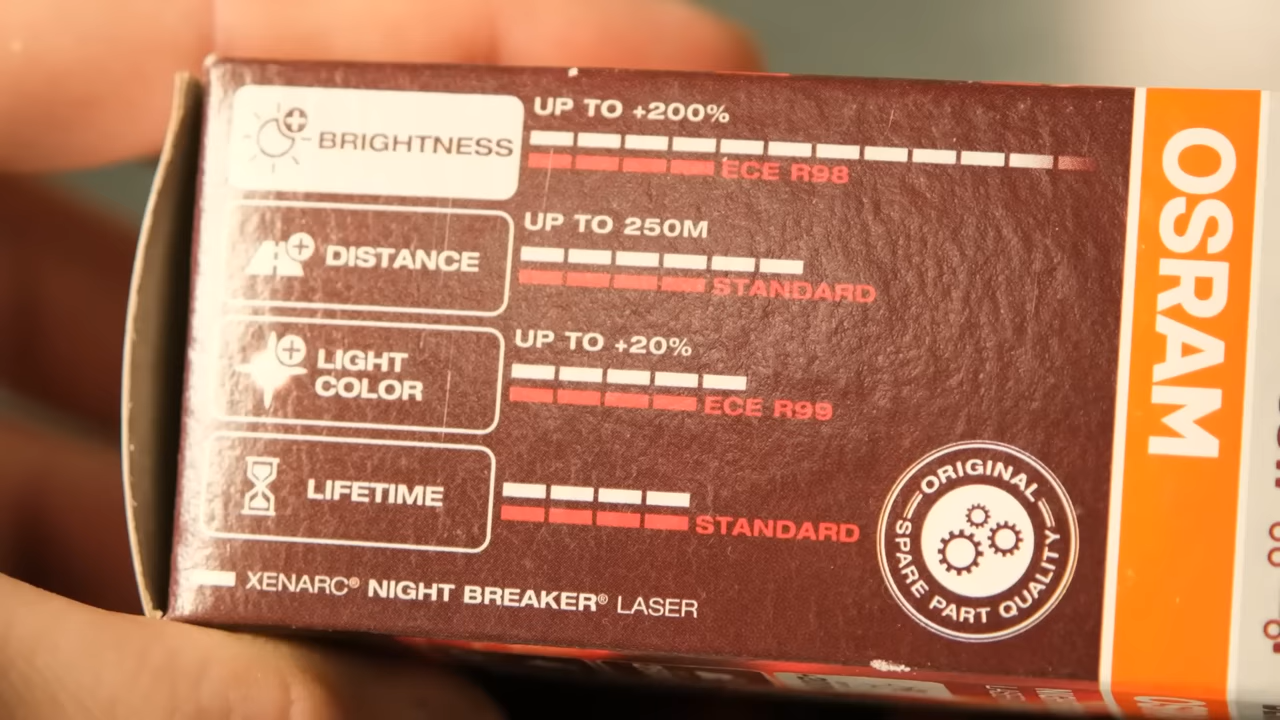 BRIGHTNESS
UP TO +200%
ECE R98
DISTANCE
UP TO 250M
STANDARD
LIGHT
COLOR
UP TO +20%
ECE R99
LIFETIME
STANDARD
XENARC® NIGHT BREAKER® LASER
ORIGINAL
SPARE PART QUALITY
OSRAM